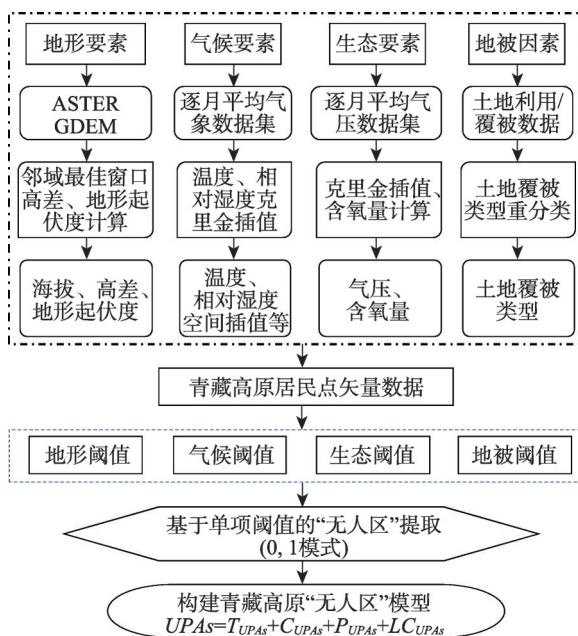 地形要素
气候要素
生态要素
地被因素
ASTER
GDEM
逐月平均气
象数据集
逐月平均气
压数据集
土地利用/
覆被数据
邻域最佳窗口
高差、地形起
伏度计算
温度、相
对湿度克
里金插值
克里金插值、
含氧量计算
土地覆被
类型重分类
海拔、高差、
地形起伏度
温度、
相对湿度
空间插值等
气压、
含氧量
土地覆被
类型
青藏高原居民点矢量数据
地形阈值
气候阈值
生态阈值
地被阈值
基于单项阈值的“无人区”提取
(0, 1模式)
构建青藏高原“无人区”模型
UPAs=T_UPAs+C_UPAs+P_UPAs+LC_UPAs